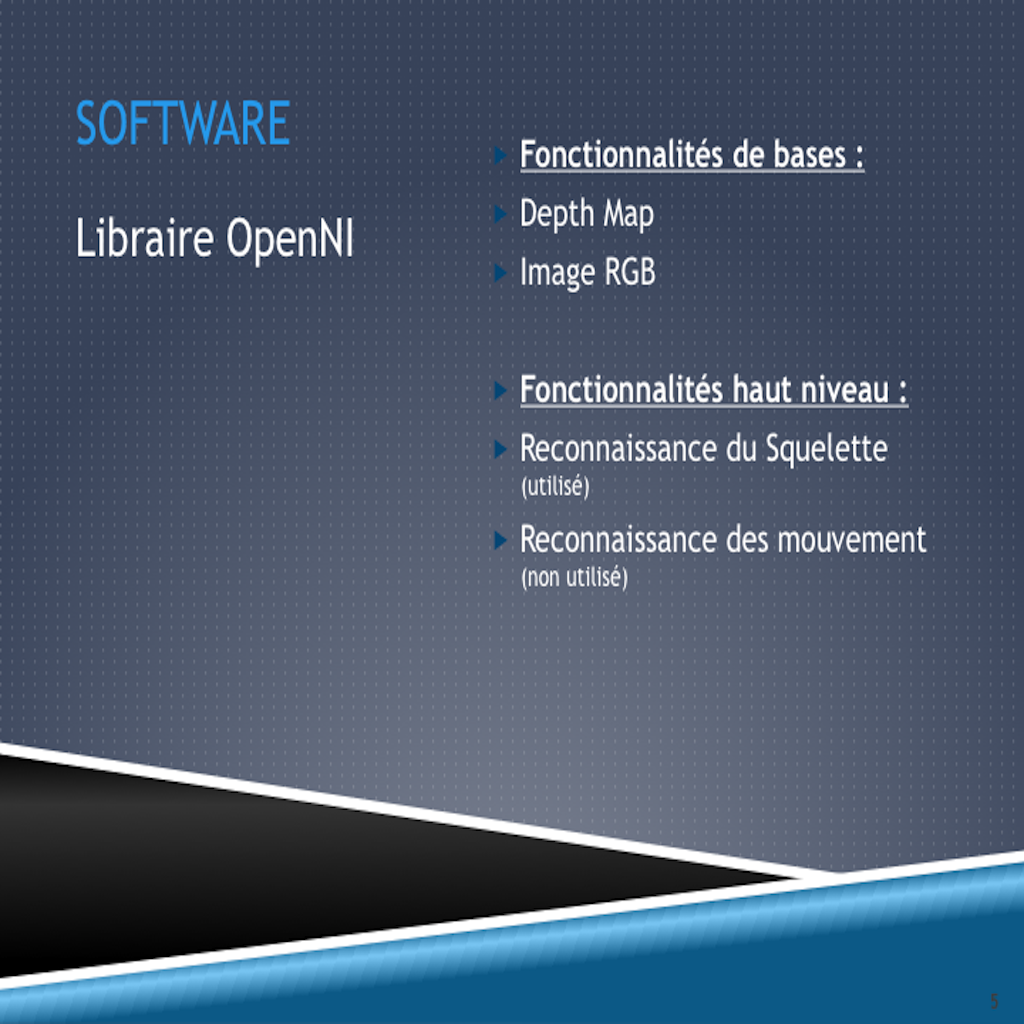 SOFTWARE
Libraire OpenNI
Fonctionnalités de bases :
Depth Map
Image RGB
Fonctionnalités haut niveau :
Reconnaissance du Squelette
(utilisé)
Reconnaissance des mouvement
(non utilisé)
5